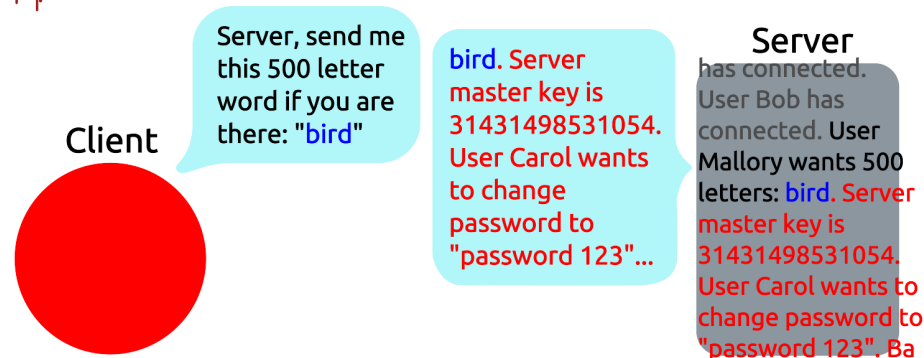 Client
Server, send me
this 500 letter
word if you are
there: "bird"
bird. Server
master key is
31431498531054.
User Carol wants
to change
password to
"password 123"...
Server
has connected.
User Bob has
connected. User
Mallory wants 500
letters: bird. Server
master key is
31431498531054.
User Carol wants to
change password to
"password 123". Ba